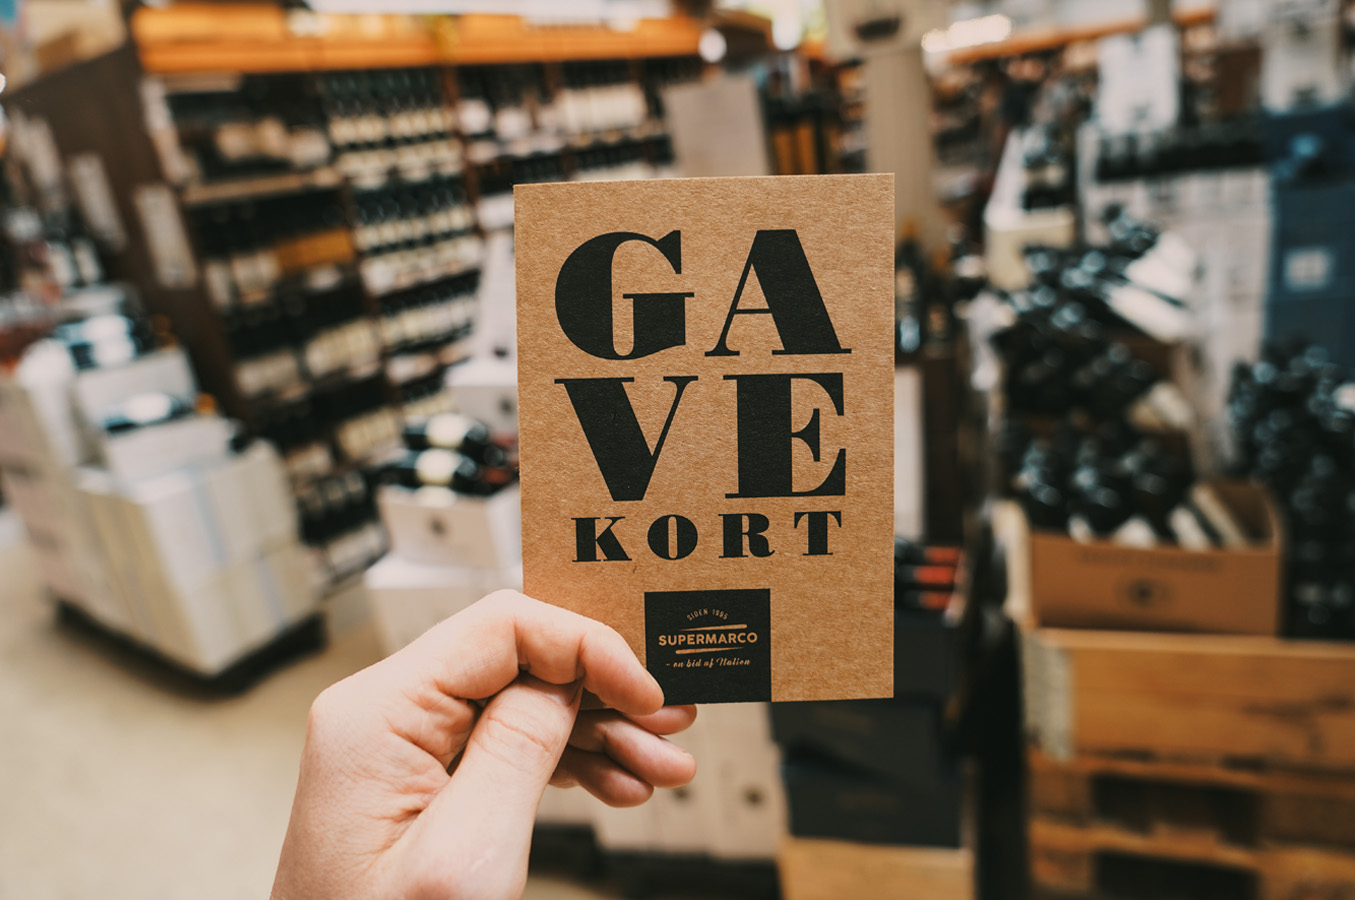 GA
VE
KORT
SIDEN 1995
SUPERMARCO
- en bid af Italien